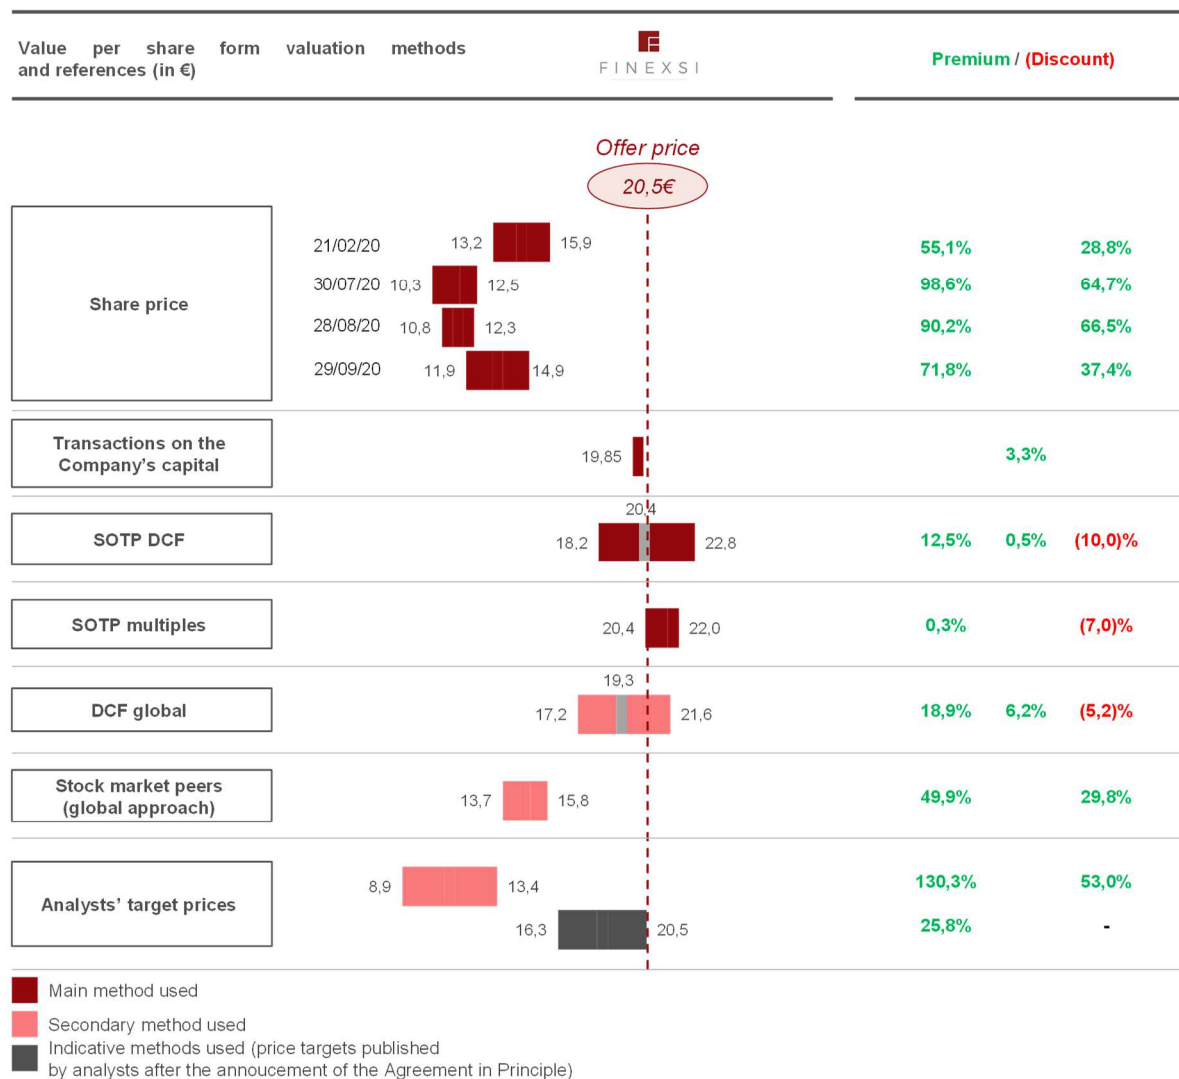 Value per share form valuation methods
and references (in €)
FINEXSI
Premium / (Discount)
Offer price
20,5€
Share price
21/02/20 13,2 15,9 55,1% 28,8%
30/07/20 10,3 12,5 98,6% 64,7%
28/08/20 10,8 12,3 90,2% 66,5%
29/09/20 11,9 14,9 71,8% 37,4%
Transactions on the
Company's capital
19,85 3,3%
20,4
SOTP DCF 18,2 22,8 12,5% 0,5% (10,0)%
SOTP multiples 20,4 22,0 0,3% (7,0)%
19,3
DCF global 17,2 21,6 18,9% 6,2% (5,2)%
Stock market peers
(global approach)
13,7 15,8 49,9% 29,8%
Analysts' target prices
8,9 13,4 130,3% 53,0%
16,3 20,5 25,8% -
Main method used
Secondary method used
Indicative methods used (price targets published
by analysts after the annoucement of the Agreement in Principle)